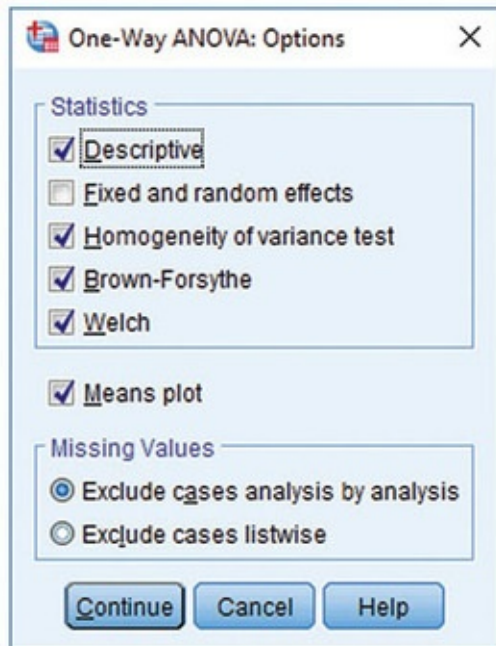 One-Way ANOVA: Options
Statistics
Descriptive
Fixed and random effects
Homogeneity of variance test
Brown-Forsythe
Welch
Means plot
Missing Values
Exclude cases analysis by analysis
Exclude cases listwise
Continue Cancel Help